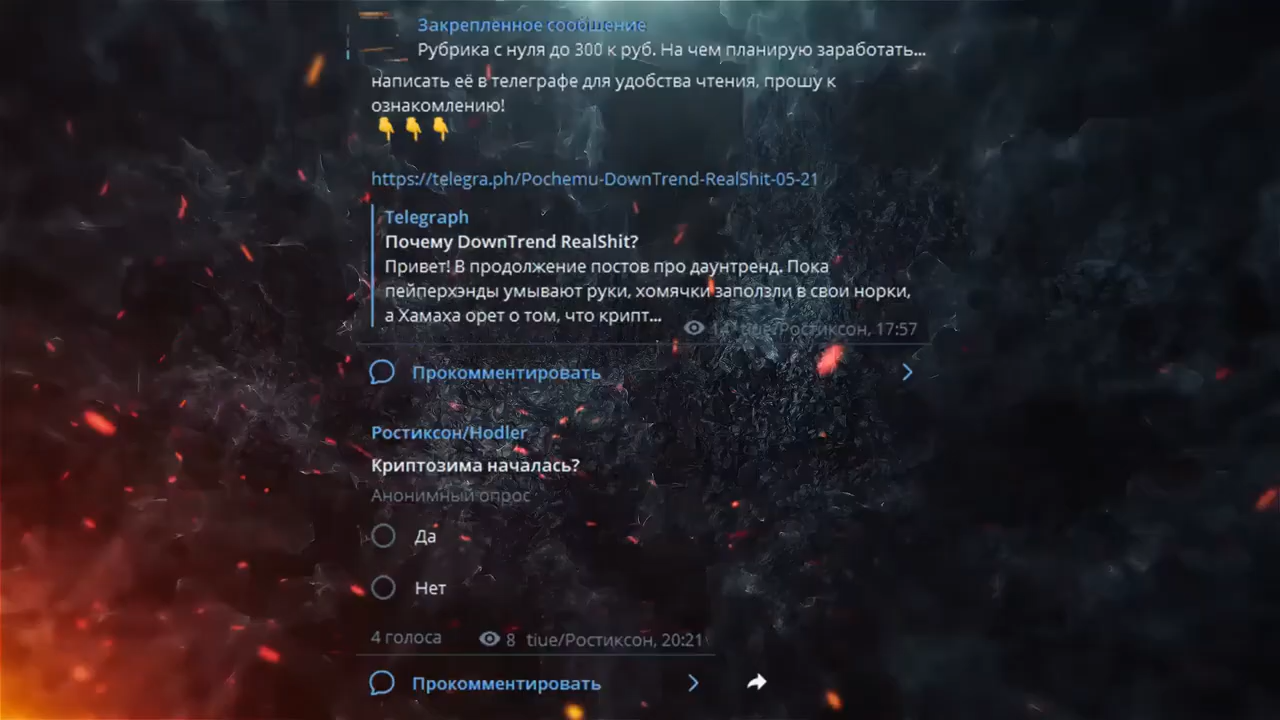 Закрепленное сообщение
Рубрика с нуля до 300 к руб. На чем планирую заработать...
написать её в телеграфе для удобства чтения, прошу к
ознакомлению!
https://telegra.ph/Pochemu-DownTrend-RealShit-05-21
Telegraph
Почему DownTrend RealShit?
Привет! В продолжение постов про даунтренд. Пока
пейперхэнды умывают руки, хомячки заползли в свои норки,
а Хамаха орет о том, что крипт...
tiue/Ростиксон, 17:57
Прокомментировать
Ростиксон/Hodler
Криптозима началась?
Анонимный опрос
Да
Нет
4 голоса 8 tiue/Ростиксон, 20:21
Прокомментировать